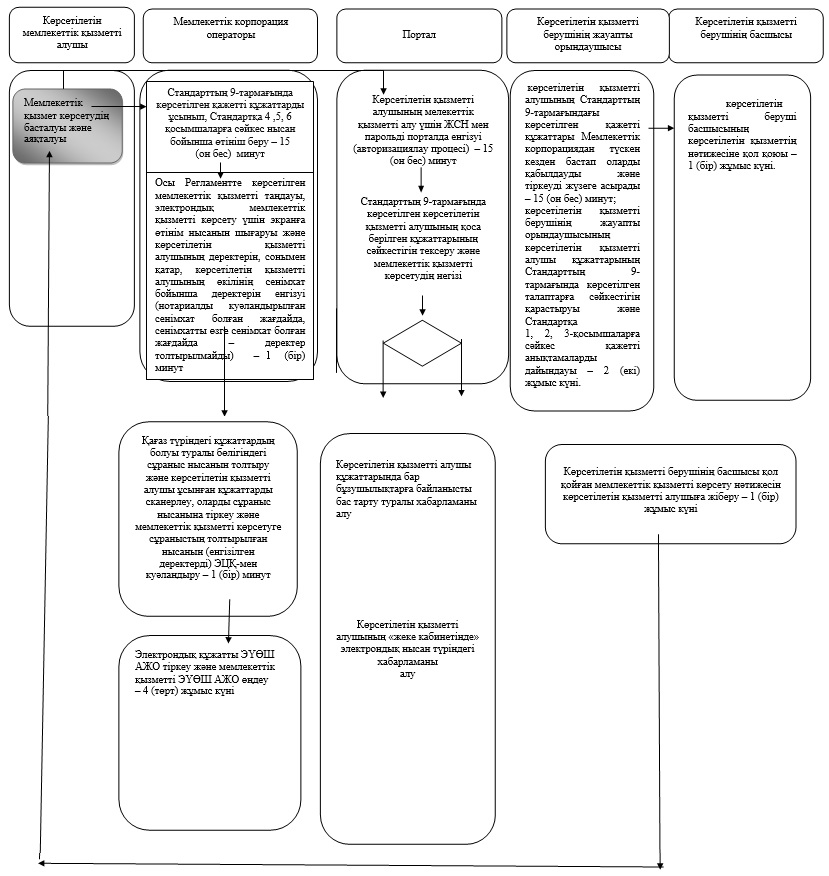 Көрсетілетін
мемлекеттік қызметті
алушы
Мемлекеттік корпорация
операторы
Портал
Көрсетілетін қызметті
берушінің жауапты
орындаушысы
Көрсетілетін қызметті
берушінің басшысы
Мемлекеттік
қызмет көрсетудің
басталуы және
аяқталуы
Стандарттың 9-тармағында
көрсетілген қажетті құжаттарды
ұсынып, Стандартқа 4 ,5, 6
қосымшаларға сәйкес нысан
бойынша өтініш беру – 15
(он бес) минут
Осы Регламентте көрсетілген
мемлекеттік қызметті таңдауы,
электрондық мемлекеттік
қызметті көрсету үшін экранға
өтінім нысанын шығаруы және
көрсетілетін қызметті
алушының деректерін, сонымен
қатар, көрсетілетін қызметті
алушының өкілінің сенімхат
бойынша деректерін енгізуі
(нотариалды куәландырылған
сенімхат болған жағдайда,
сенімхатты өзге сенімхат болған
жағдайда – деректер
толтырылмайды) – 1 (бір)
минут
Қағаз түріндегі құжаттардың
болуы туралы бөлігіндегі
сұраныс нысанын толтыру
және көрсетілетін қызметті
алушы ұсынған құжаттарды
сканерлеу, оларды сұраныс
нысанына тіркеу және
мемлекеттік қызметті көрсетуге
сұраныстың толтырылған
нысанын (енгізілген
деректерді) ЭЦҚ-мен
куәландыру – 1 (бір) минут
Электрондық құжатты ЭҮӨШ
АЖО тіркеу және мемлекеттік
қызметті ЭҮӨШ АЖО өңдеу
– 4 (төрт) жұмыс күні
Көрсетілетін қызметті
алушының мелекеттік
қызметті алу үшін ЖСН мен
парольді порталда енгізуі
(авторизациялау процесі) – 15
(он бес) минут
Стандарттың 9-тармағында
көрсетілген көрсетілетін
қызметті алушының қоса
берілген құжаттарының
сәйкестігін тексеру және
мемлекеттік қызметті
көрсетудің негізі
Көрсетілетін қызметті алушы
құжаттарында бар
бұзушылықтарға байланысты
бас тарту туралы хабарламаны
алу
Көрсетілетін қызметті
алушының «жеке кабинетінде»
электрондық нысан түріндегі
хабарламаны
алу
көрсетілетін қызметті
алушының Стандарттың
9-тармағындағы
көрсетілген қажетті
құжаттары Мемлекеттік
корпорациядан түскен
кезден бастап оларды
қабылдауды және
тіркеуді жүзеге асырады
– 15 (он бес) минут;
көрсетілетін қызметті
берушінің жауапты
орындаушысының
көрсетілетін қызметті
алушы құжаттарының
Стандарттың 9-
тармағында көрсетілген
талаптарға сәйкестігін
қарастыруы және
Стандартқа
1, 2, 3-қосымшаларға
сәйкес қажетті
анықтамаларды
дайындауы – 2 (екі)
жұмыс күні.
көрсетілетін
қызметті беруші
басшысының
көрсетілетін қызметтің
нәтижесіне қол қоюы –
1 (бір) жұмыс күні.
Көрсетілетін қызметті берушінің басшысы қол
қойған мемлекеттік қызметті көрсету нәтижесін
көрсетілетін қызметті алушыға жіберу – 1 (бір)
жұмыс күні